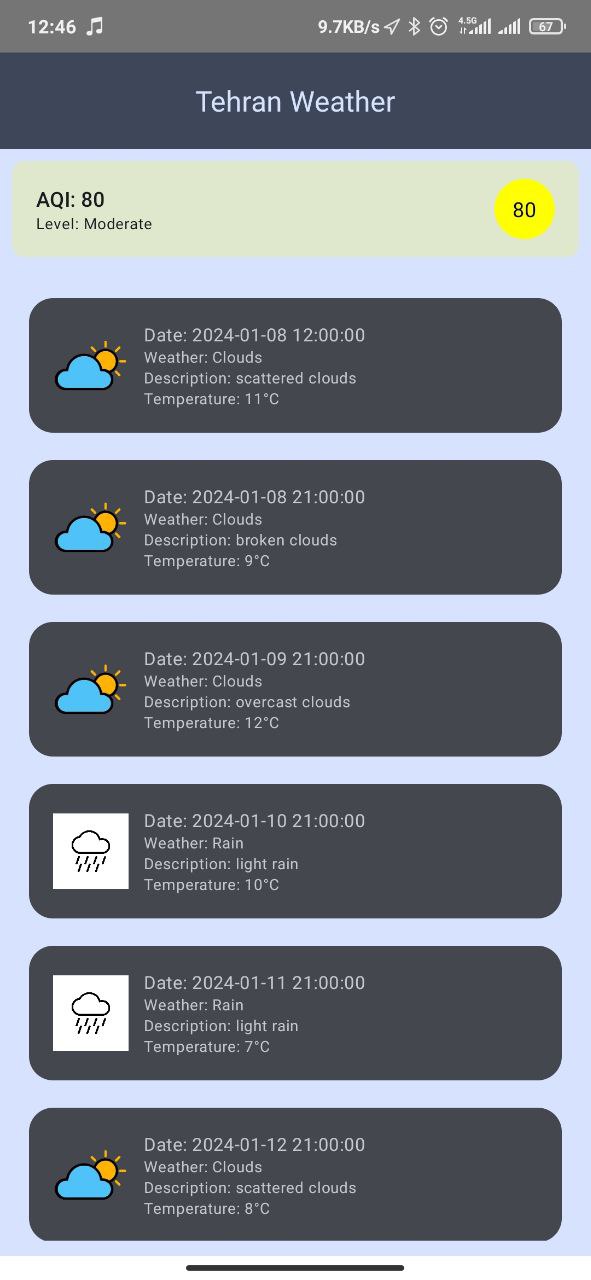 12:46 9.7KB/s 4.5G 67
Tehran Weather
AQI: 80
Level: Moderate
80
Date: 2024-01-08 12:00:00
Weather: Clouds
Description: scattered clouds
Temperature: 11°C
Date: 2024-01-08 21:00:00
Weather: Clouds
Description: broken clouds
Temperature: 9°C
Date: 2024-01-09 21:00:00
Weather: Clouds
Description: overcast clouds
Temperature: 12°C
Date: 2024-01-10 21:00:00
Weather: Rain
Description: light rain
Temperature: 10°C
Date: 2024-01-11 21:00:00
Weather: Rain
Description: light rain
Temperature: 7°C
Date: 2024-01-12 21:00:00
Weather: Clouds
Description: scattered clouds
Temperature: 8°C